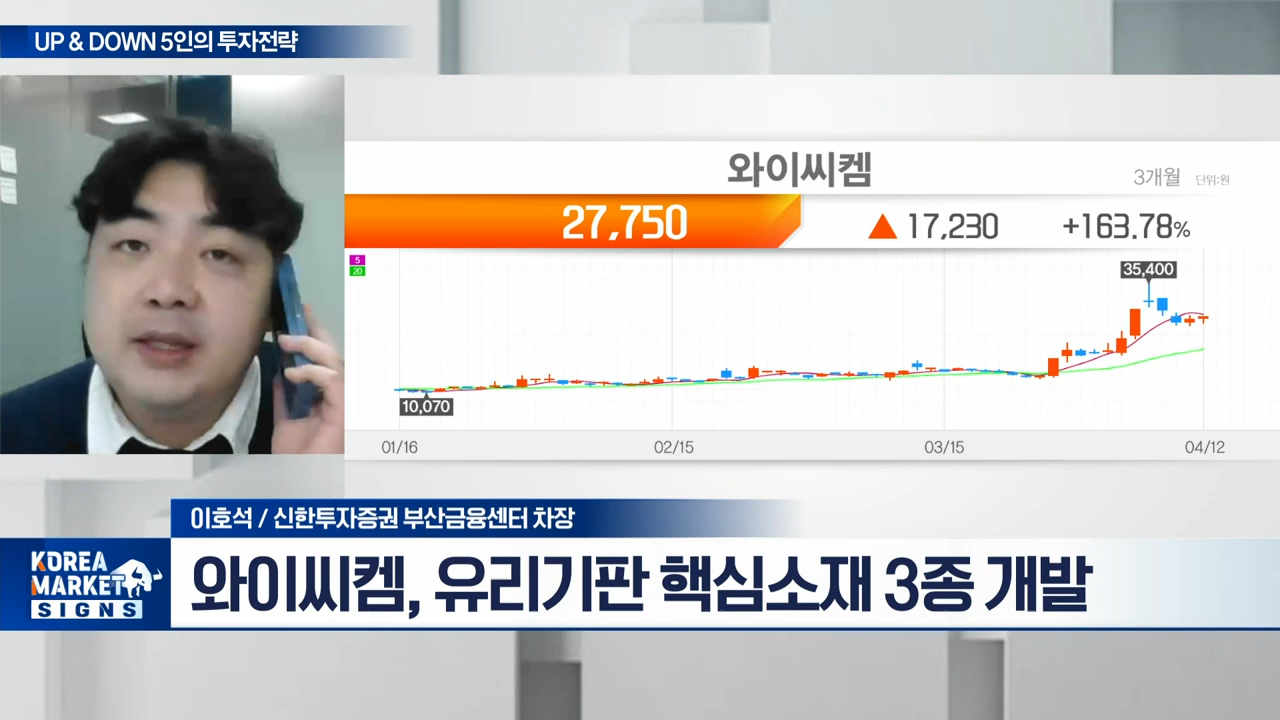 UP & DOWN 5인의 투자전략
와이씨켐
3개월 단위:원
27,750 ▲ 17,230 +163.78%
5
20
35,400
10,070
01/16 02/15 03/15 04/12
이호석 / 신한투자증권 부산금융센터 차장
KOREA
MARKET
SIGNS
와이씨켐, 유리기판 핵심소재 3종 개발